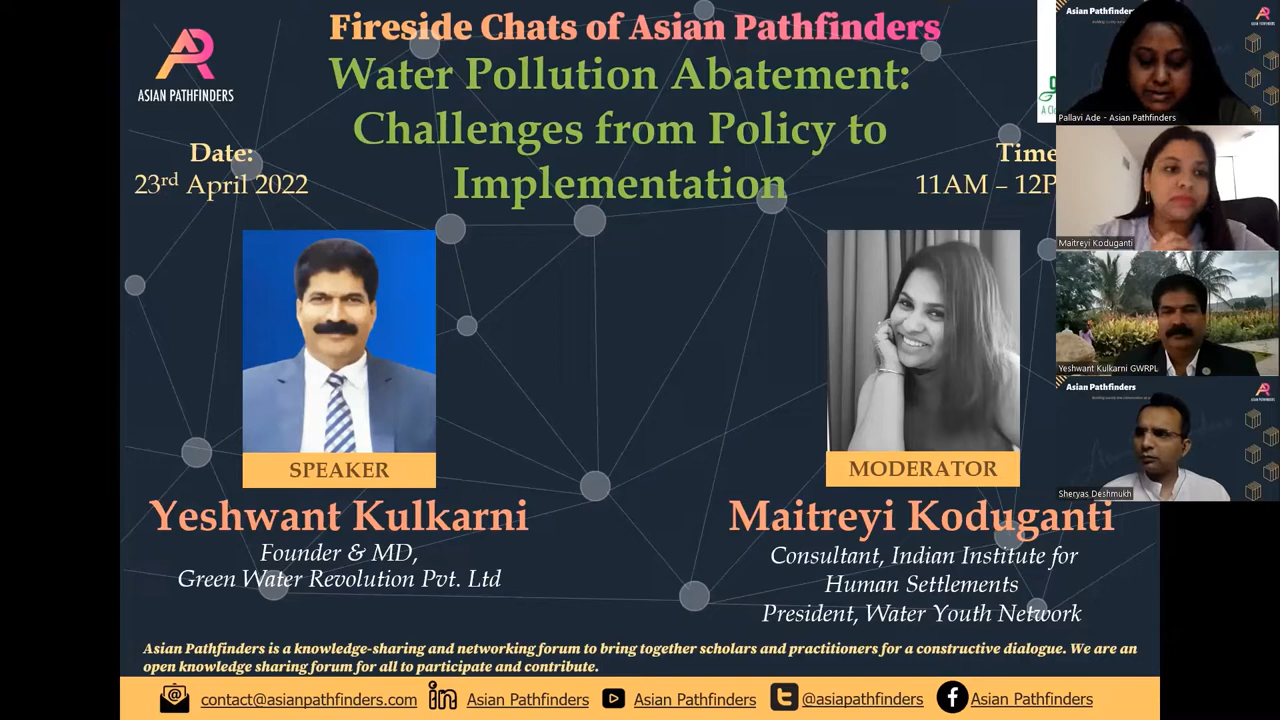 Fireside Chats of Asian Pathfinders
Water Pollution Abatement:
Challenges from Policy to
Implementation
ASIAN PATHFINDERS
Date:
23rd April 2022
Time
11AM – 12P
SPEAKER
Yeshwant Kulkarni
Founder & MD,
Green Water Revolution Pvt. Ltd
MODERATOR
Maitreyi Koduganti
Consultant, Indian Institute for
Human Settlements
President, Water Youth Network
Asian Pathfinders is a knowledge-sharing and networking forum to bring together scholars and practitioners for a constructive dialogue. We are an
open knowledge sharing forum for all to participate and contribute.
contact@asianpathfinders.com
Asian Pathfinders
Asian Pathfinders
@asiapathfinders
Asian Pathfinders
Asian Pathfinders
Pallavi Ade - Asian Pathfinders
Maitreyi Koduganti
Yeshwant Kulkarni GWRPL
Asian Pathfinders
ASIAN PATHFINDERS
Sheryas Deshmukh